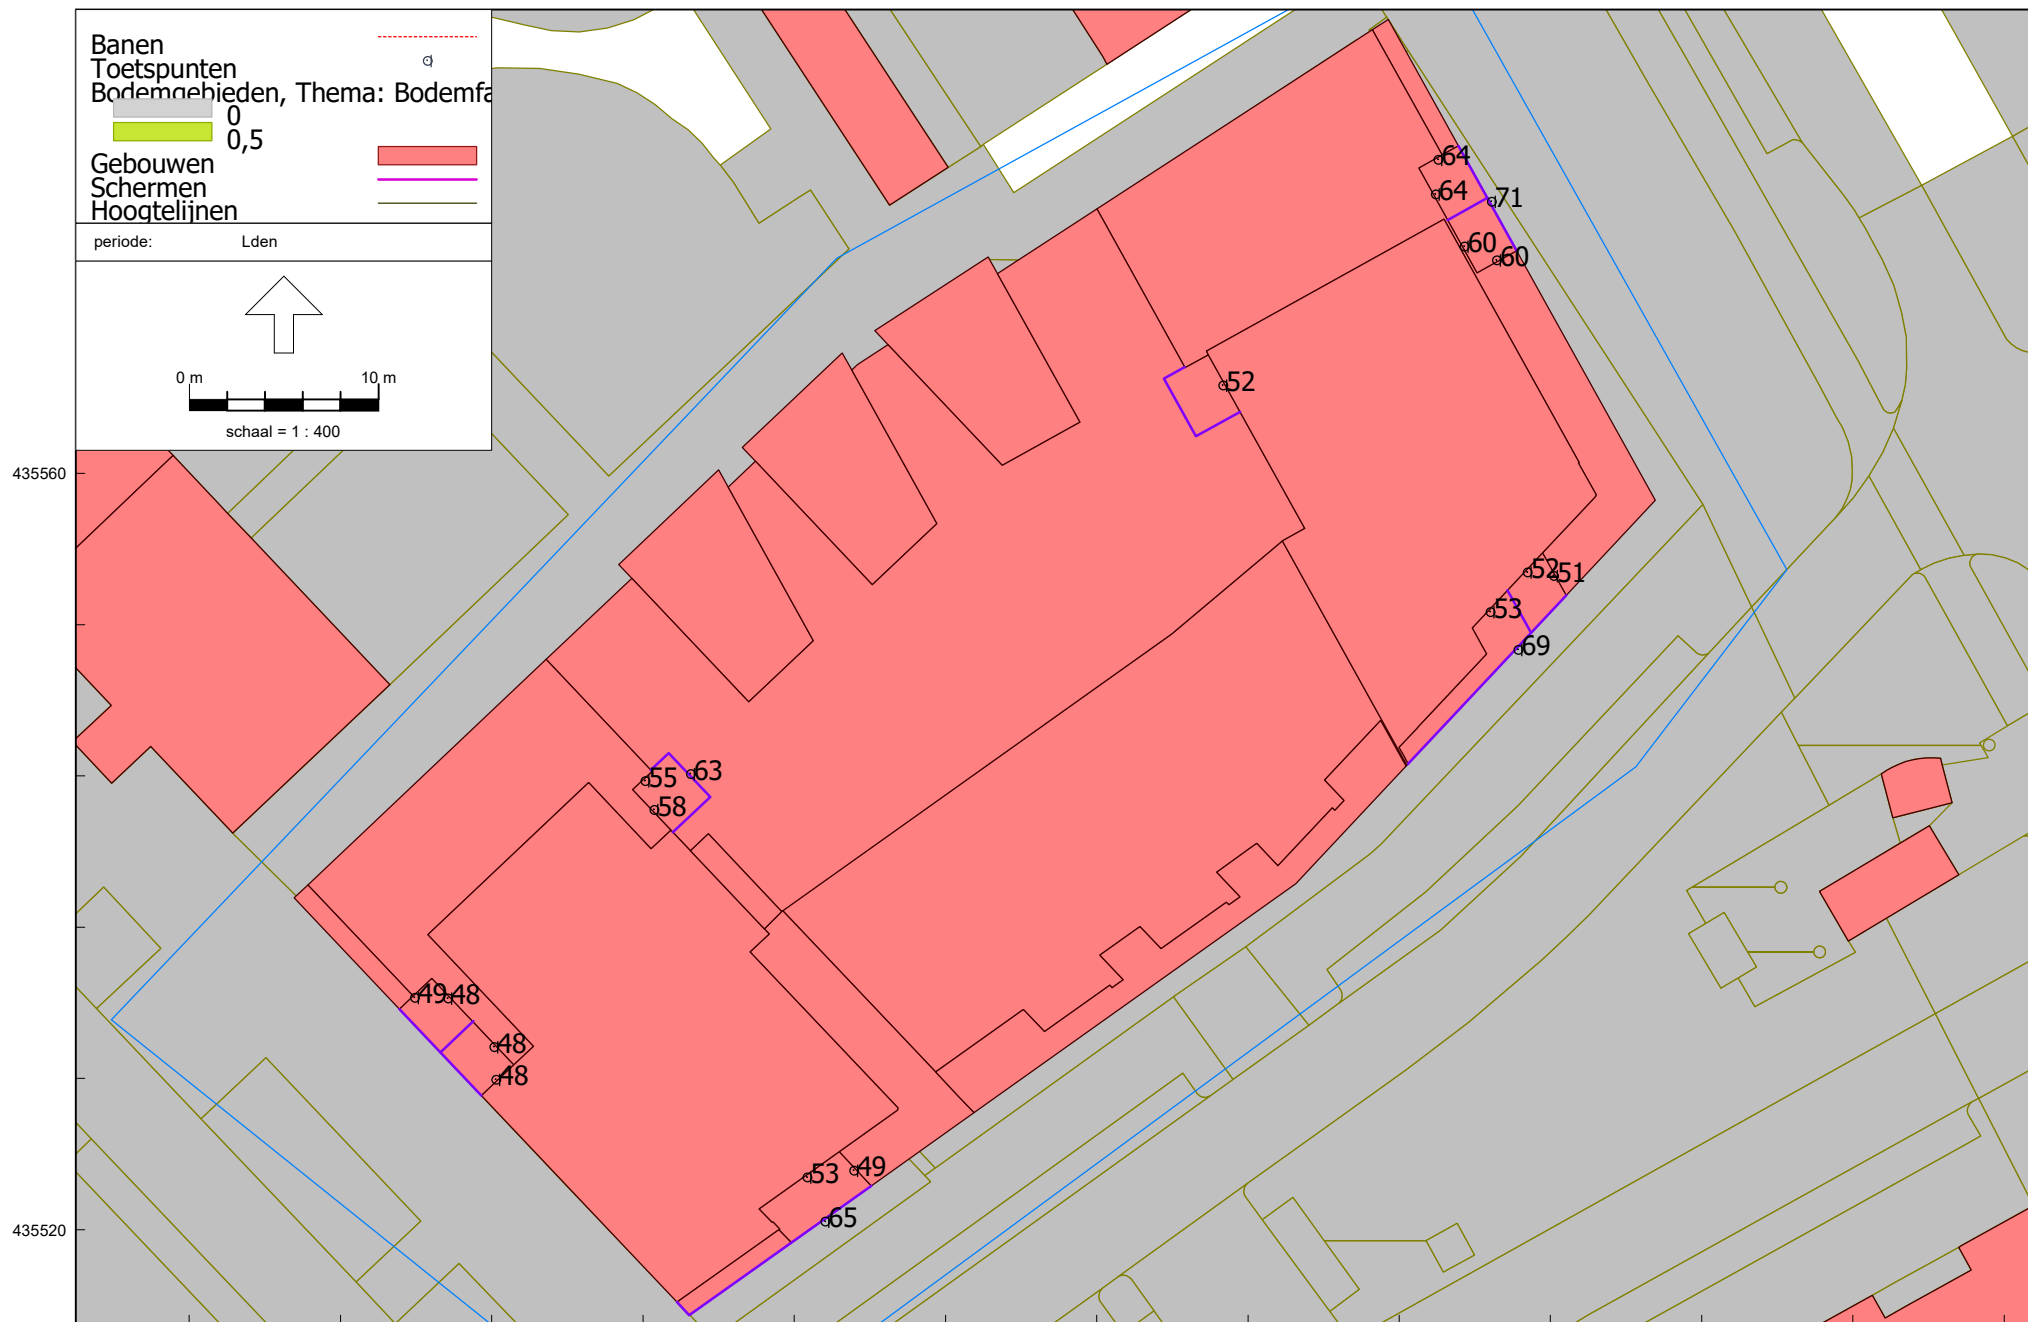 Banen
Toetspunten
Bodemgebieden, Thema: Bodemfa
0
0,5
Gebouwen
Schermen
Hoogtelijnen
periode: Lden
0 m 10 m
schaal = 1 : 400
64
64
71
60
60
52
435560
52
51
53
69
55
63
58
49
48
48
48
53
49
65
435520